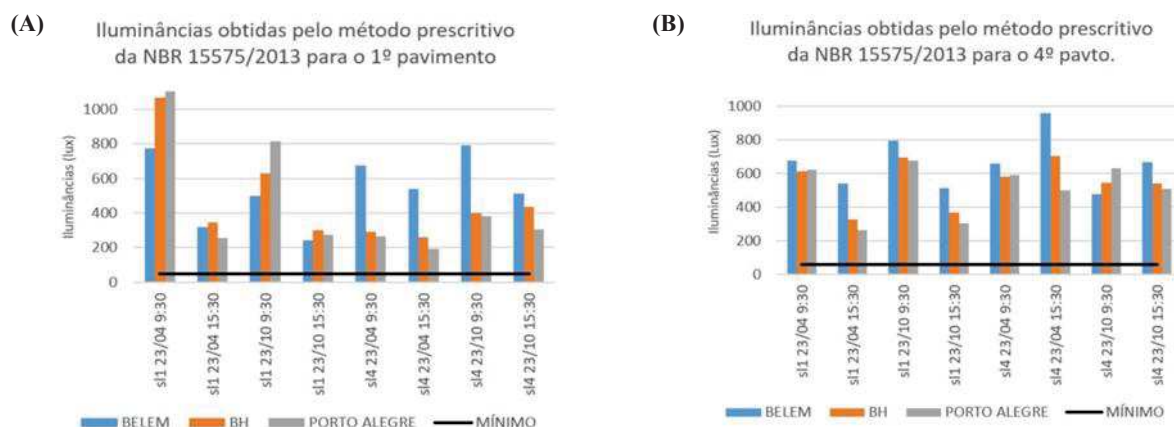 (A)
Iluminâncias obtidas pelo método prescritivo
da NBR 15575/2013 para o 1º pavimento
Iluminâncias (lux)
1000
800
600
400
200
0
sl1 23/04 9:30
sl1 23/04 15:30
sl1 23/10 9:30
sl1 23/10 15:30
sl4 23/04 9:30
sl4 23/04 15:30
sl4 23/10 9:30
sl4 23/10 15:30
BELEM BH PORTO ALEGRE MÍNIMO
(B)
Iluminâncias obtidas pelo método prescritivo
da NBR 15575/2013 para o 4º pavto.
Iluminâncias (Lux)
1000
800
600
400
200
0
sl1 23/04 9:30
sl1 23/04 15:30
sl1 23/10 9:30
sl1 23/10 15:30
sl4 23/04 9:30
sl4 23/04 15:30
sl4 23/10 9:30
sl4 23/10 15:30
BELEM BH PORTO ALEGRE MÍNIMO